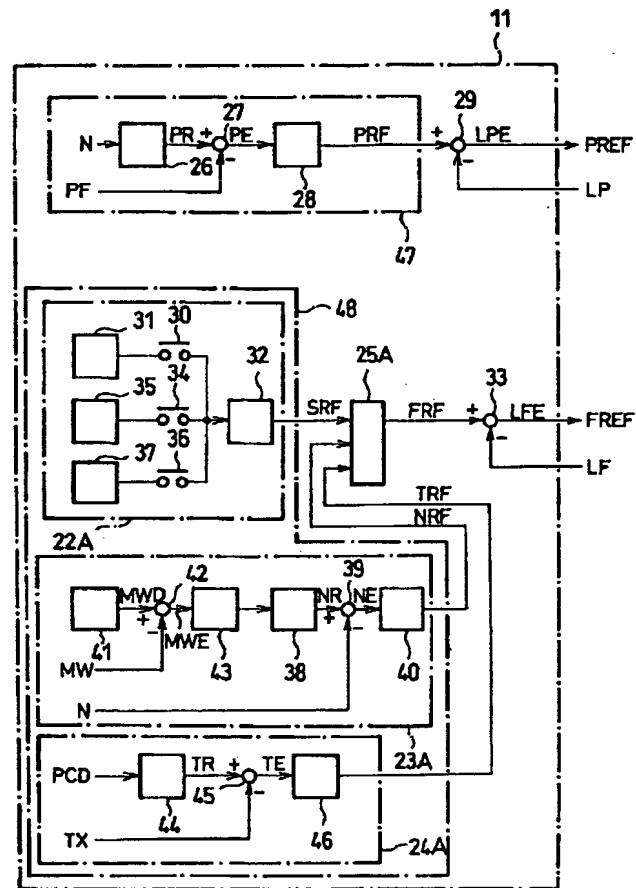 11
27
29
N PR + PE PRF + LPE PREF
26 - 28 -
PF LP
47
48
31 30
35 34 32 25A
37 36 SRF FRF + 33 LFE FREF
- LF
TRF
NRF
22A
MWD 42 39
41 + - MWE 43 38 NR + NE 40
MW -
N
23A
PCD TR + TE
44 45 - 46
TX 24A